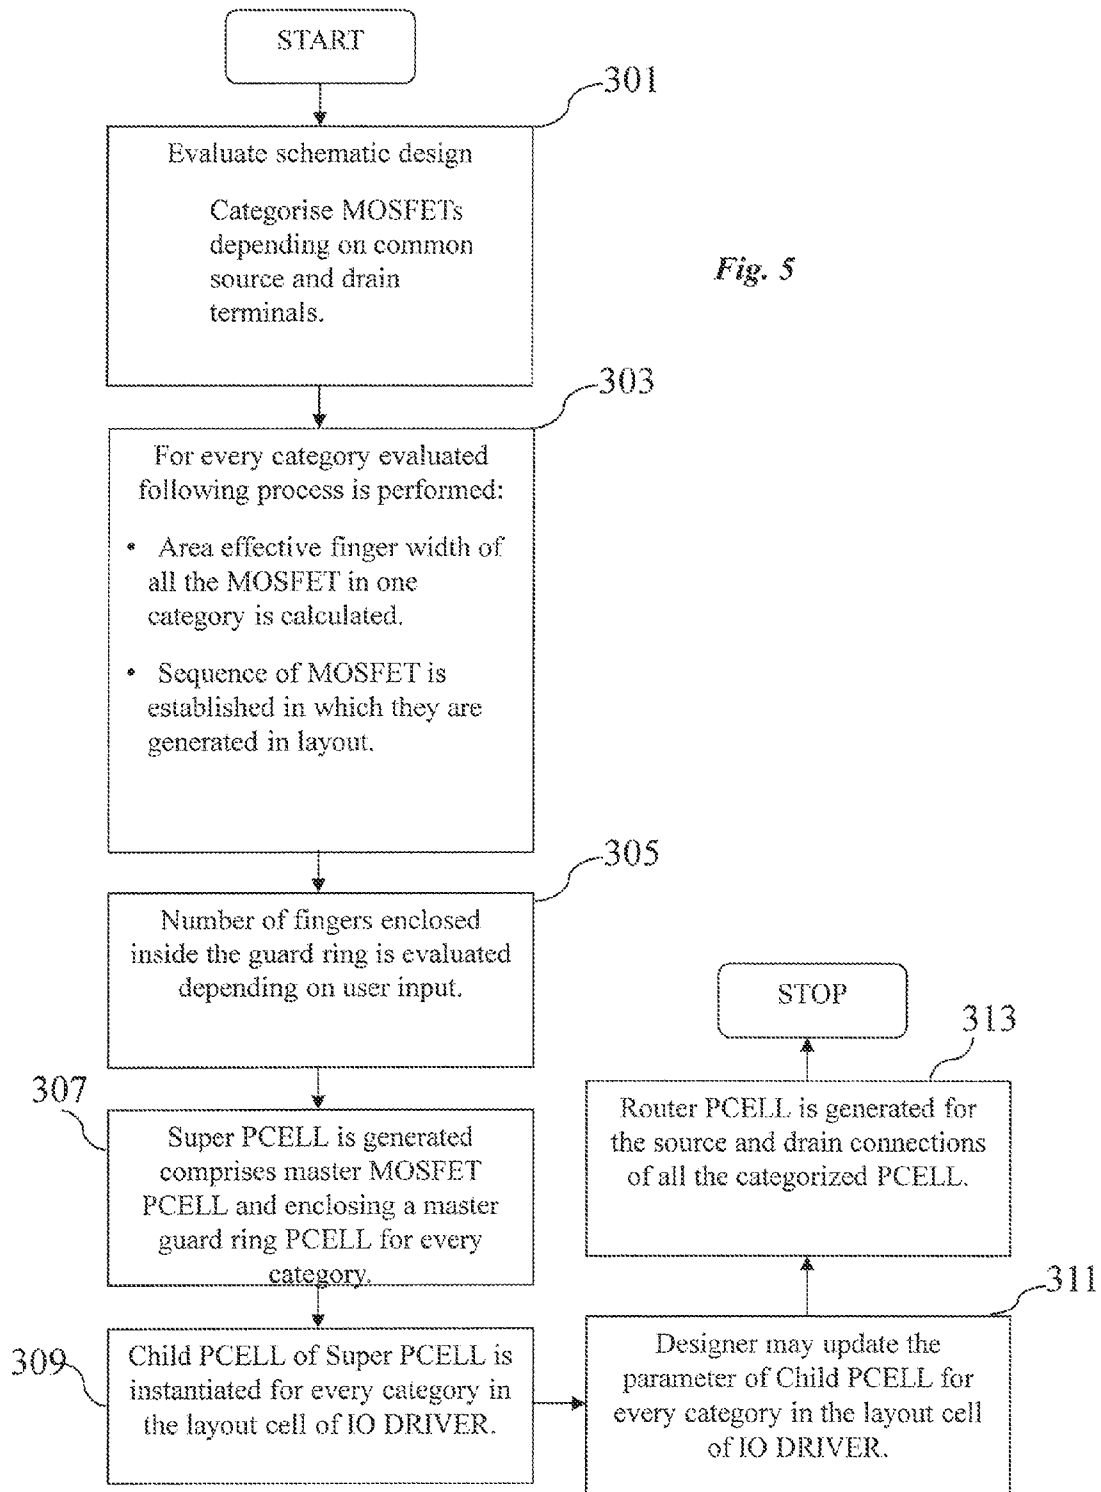 START
301
Evaluate schematic design
Categorise MOSFETs
depending on common
source and drain
terminals.
Fig. 5
303
For every category evaluated
following process is performed:
• Area effective finger width of
all the MOSFET in one
category is calculated.
• Sequence of MOSFET is
established in which they are
generated in layout.
305
Number of fingers enclosed
inside the guard ring is evaluated
depending on user input.
307
Super PCELL is generated
comprises master MOSFET
PCELL and enclosing a master
guard ring PCELL for every
category.
309
Child PCELL of Super PCELL is
instantiated for every category in
the layout cell of IO DRIVER.
311
Designer may update the
parameter of Child PCELL for
every category in the layout cell
of IO DRIVER.
313
Router PCELL is generated for
the source and drain connections
of all the categorized PCELL.
STOP